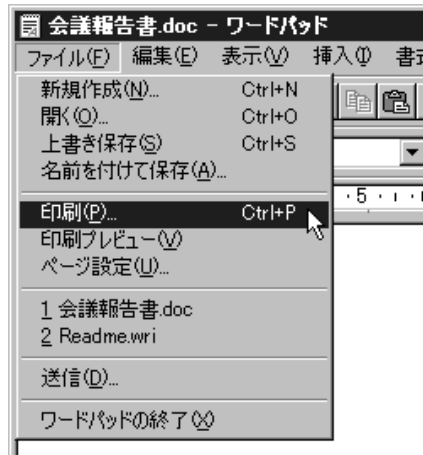 会議報告書.doc - ワードパッド
ファイル(F) 編集(E) 表示(V) 挿入(I) 書式
新規作成(N)... Ctrl+N
開く(O)... Ctrl+O
上書き保存(S) Ctrl+S
名前を付けて保存(A)...
印刷(P)... Ctrl+P
· 5 ·
印刷プレビュー(V)
ページ設定(U)...
1 会議報告書.doc
2 Readme.wri
送信(D)...
ワードパッドの終了(X)